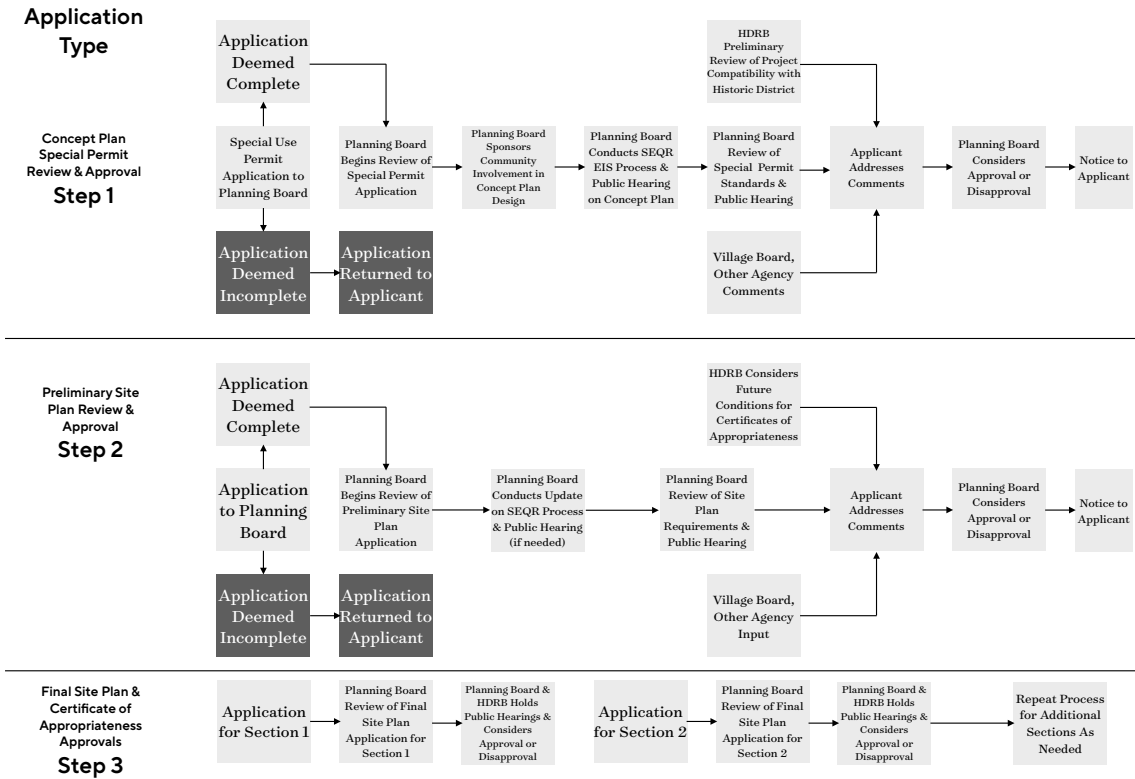 Application
Type
Concept Plan
Special Permit
Review & Approval
Step 1
Application
Deemed
Complete
Special Use
Permit
Application to
Planning Board
Application
Deemed
Incomplete
Application
Returned to
Applicant
Planning Board
Begins Review of
Special Permit
Application
Planning Board
Sponsors
Community
Involvement in
Concept Plan
Design
Planning Board
Conducts SEQR
EIS Process &
Public Hearing
on Concept Plan
HDRB
Preliminary
Review of Project
Compatibility with
Historic District
Planning Board
Review of
Special Permit
Standards &
Public Hearing
Village Board,
Other Agency
Comments
Applicant
Addresses
Comments
Planning Board
Considers
Approval or
Disapproval
Notice to
Applicant
Preliminary Site
Plan Review &
Approval
Step 2
Application
Deemed
Complete
Application
to Planning
Board
Application
Deemed
Incomplete
Application
Returned to
Applicant
Planning Board
Begins Review of
Preliminary Site
Plan
Application
Planning Board
Conducts Update
on SEQR Process
& Public Hearing
(if needed)
Planning Board
Review of Site
Plan
Requirements &
Public Hearing
HDRB Considers
Future
Conditions for
Certificates of
Appropriateness
Village Board,
Other Agency
Input
Applicant
Addresses
Comments
Planning Board
Considers
Approval or
Disapproval
Notice to
Applicant
Final Site Plan &
Certificate of
Appropriateness
Approvals
Step 3
Application
for Section 1
Planning Board
Review of Final
Site Plan
Application for
Section 1
Planning Board &
HDRB Holds
Public Hearings &
Considers
Approval or
Disapproval
Application
for Section 2
Planning Board
Review of Final
Site Plan
Application for
Section 2
Planning Board &
HDRB Holds
Public Hearings &
Considers
Approval or
Disapproval
Repeat Process
for Additional
Sections As
Needed